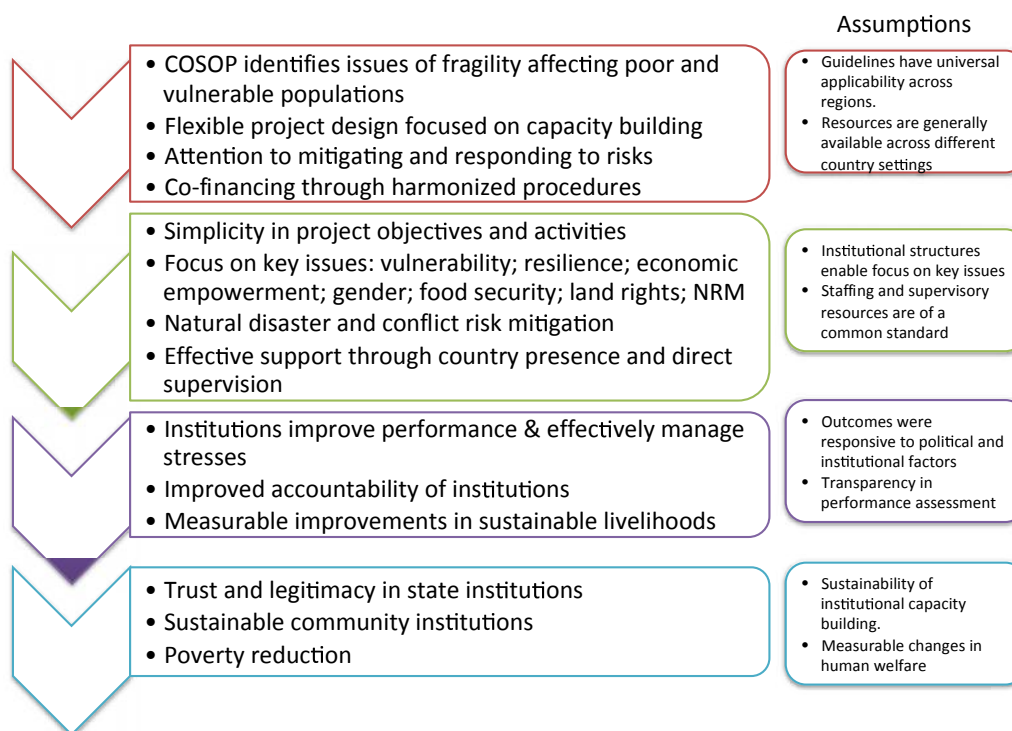 Assumptions
• COSOP identifies issues of fragility affecting poor and
vulnerable populations
• Flexible project design focused on capacity building
• Attention to mitigating and responding to risks
• Co-financing through harmonized procedures
• Guidelines have universal
applicability across
regions.
• Resources are generally
available across different
country settings
• Simplicity in project objectives and activities
• Focus on key issues: vulnerability; resilience; economic
empowerment; gender; food security; land rights; NRM
• Natural disaster and conflict risk mitigation
• Effective support through country presence and direct
supervision
• Institutional structures
enable focus on key issues
• Staffing and supervisory
resources are of a
common standard
• Institutions improve performance & effectively manage
stresses
• Improved accountability of institutions
• Measurable improvements in sustainable livelihoods
• Outcomes were
responsive to political and
institutional factors
• Transparency in
performance assessment
• Trust and legitimacy in state institutions
• Sustainable community institutions
• Poverty reduction
• Sustainability of
institutional capacity
building.
• Measurable changes in
human welfare